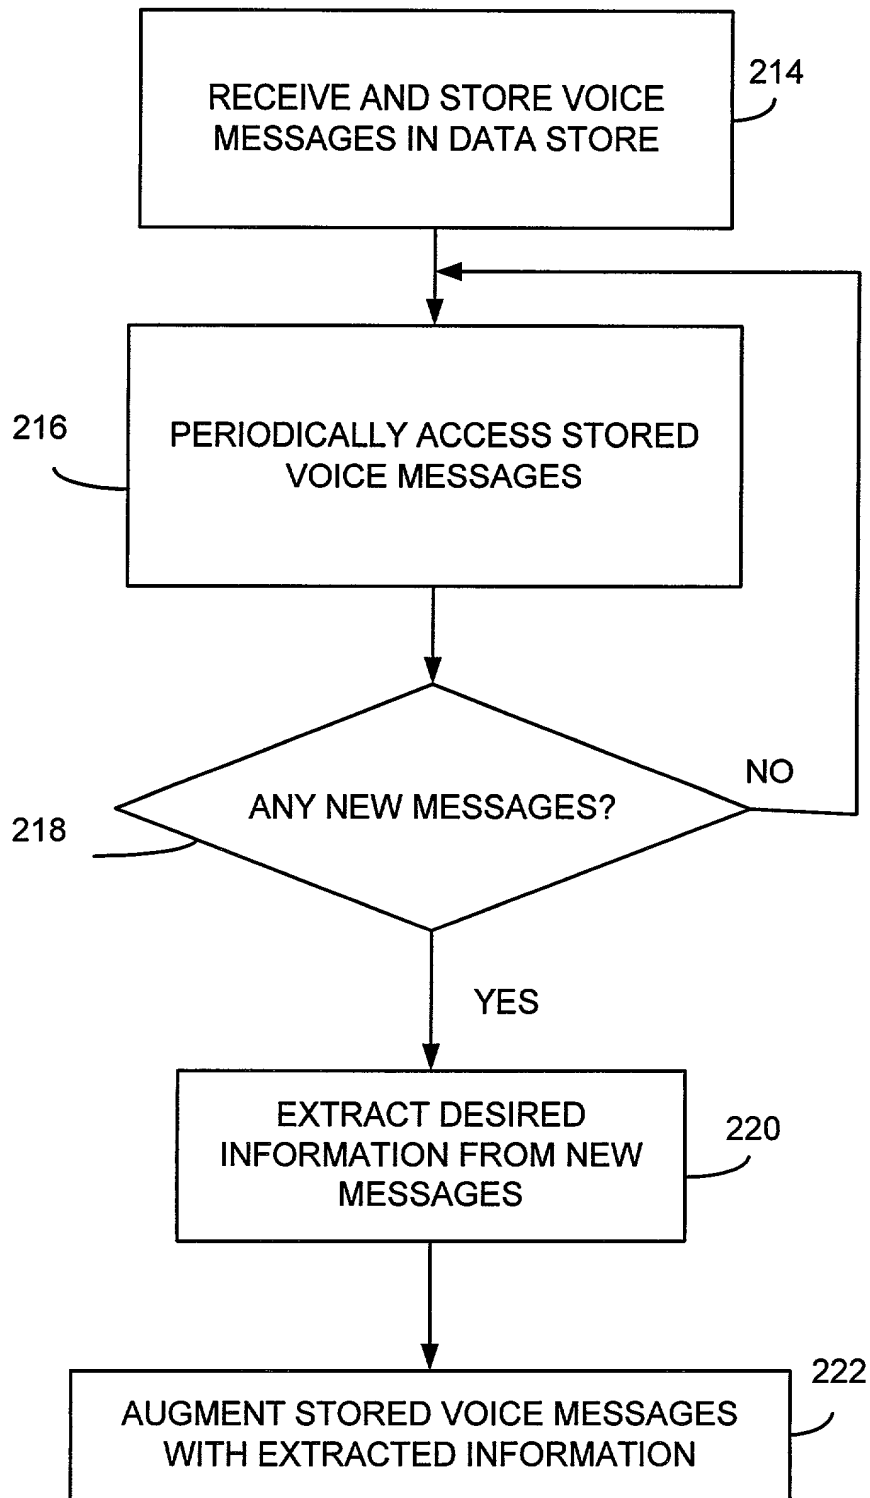 RECEIVE AND STORE VOICE
MESSAGES IN DATA STORE
214
PERIODICALLY ACCESS STORED
VOICE MESSAGES
216
ANY NEW MESSAGES?
218
NO
YES
EXTRACT DESIRED
INFORMATION FROM NEW
MESSAGES
220
AUGMENT STORED VOICE MESSAGES
WITH EXTRACTED INFORMATION
222